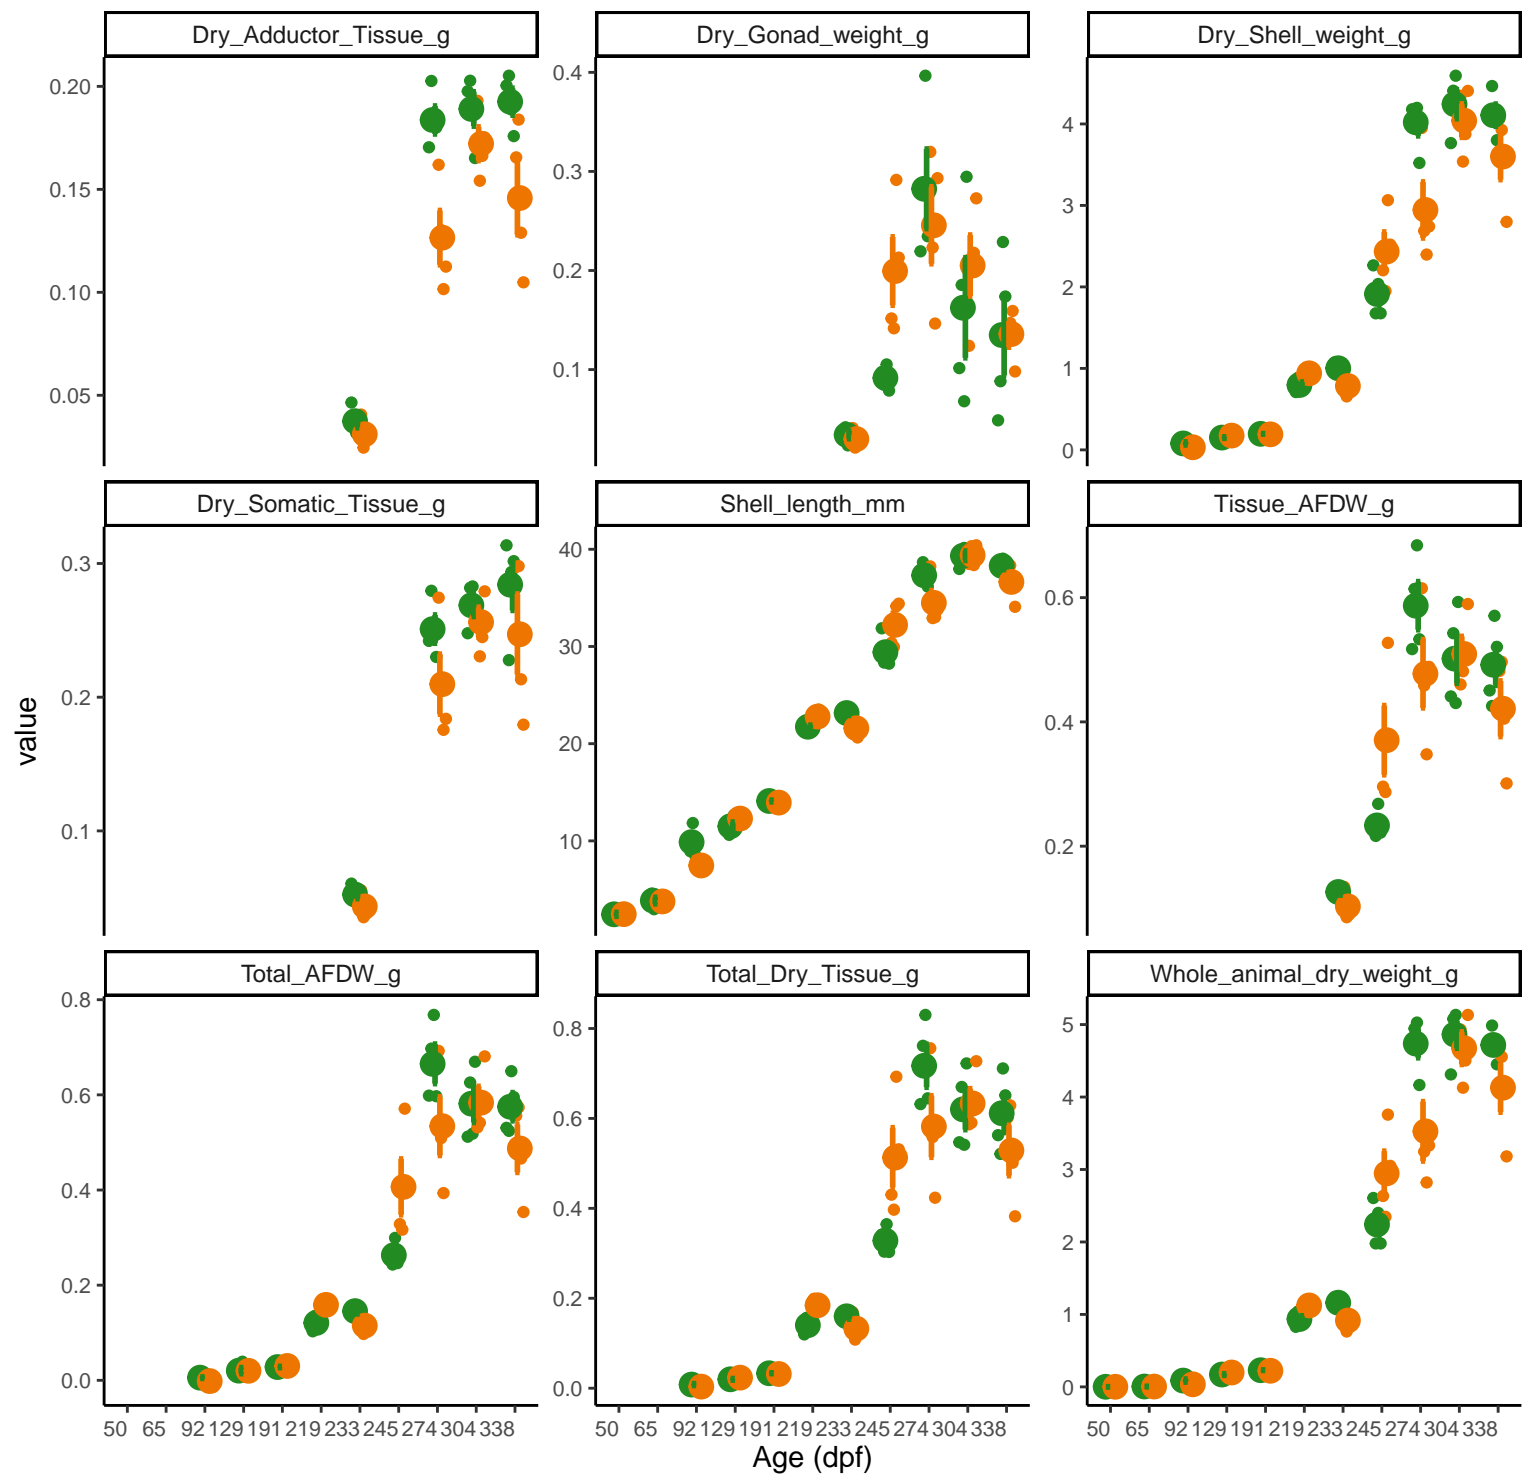 Dry_Adductor_Tissue_g
Dry_Gonad_weight_g
Dry_Shell_weight_g
0.20
0.15
0.10
0.05
0.4
0.3
0.2
0.1
4
3
2
1
0
Dry_Somatic_Tissue_g
Shell_length_mm
Tissue_AFDW_g
0.3
0.2
0.1
40
30
20
10
0.6
0.4
0.2
value
Total_AFDW_g
Total_Dry_Tissue_g
Whole_animal_dry_weight_g
0.8
0.6
0.4
0.2
0.0
0.8
0.6
0.4
0.2
0.0
5
4
3
2
1
0
50 65 92 129 191 219 233 245 274 304 338
50 65 92 129 191 219 233 245 274 304 338
50 65 92 129 191 219 233 245 274 304 338
Age (dpf)